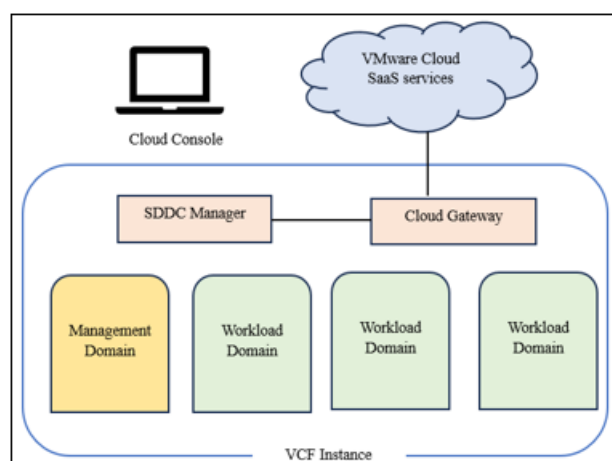 VMware Cloud
SaaS services
Cloud Console
SDDC Manager
Cloud Gateway
Management
Domain
Workload
Domain
Workload
Domain
Workload
Domain
VCF Instance